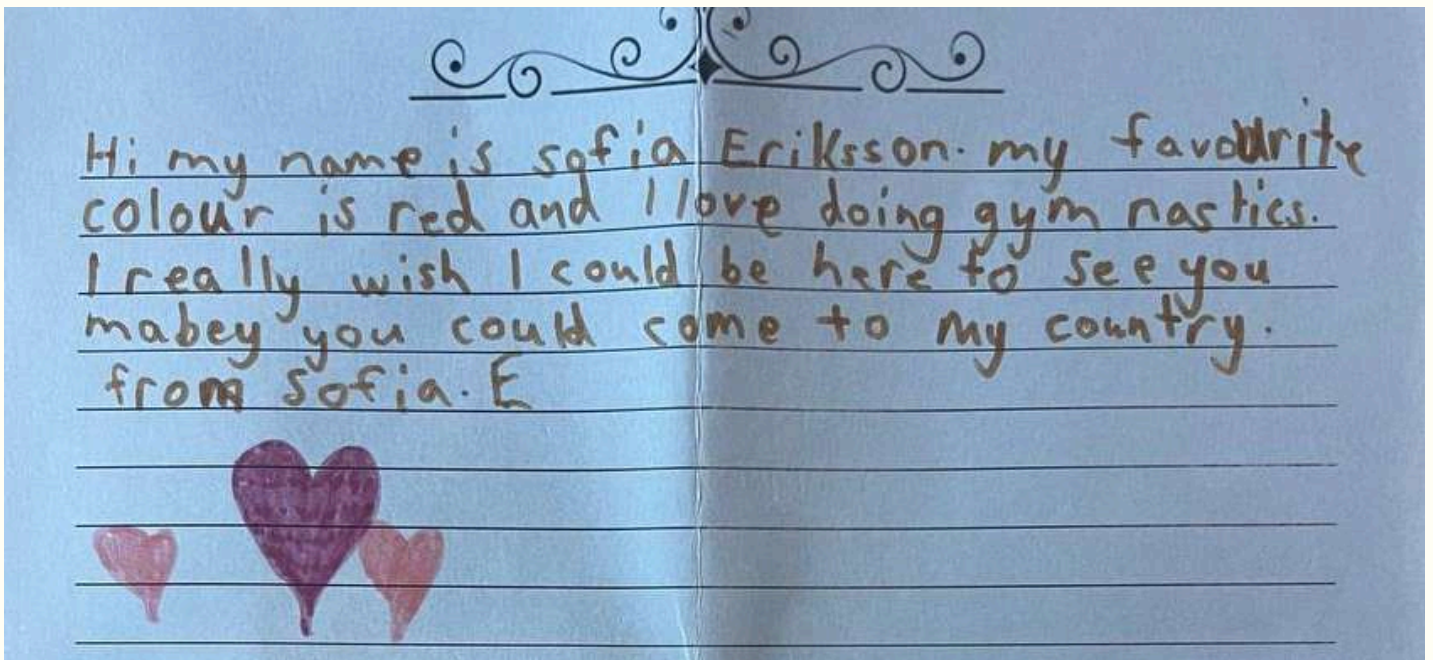 Hi my name is sofia Eriksson. my favourite
colour is red and I love doing gym nastics.
I really wish I could be here to see you
mabey you could come to my country.
from Sofia. E